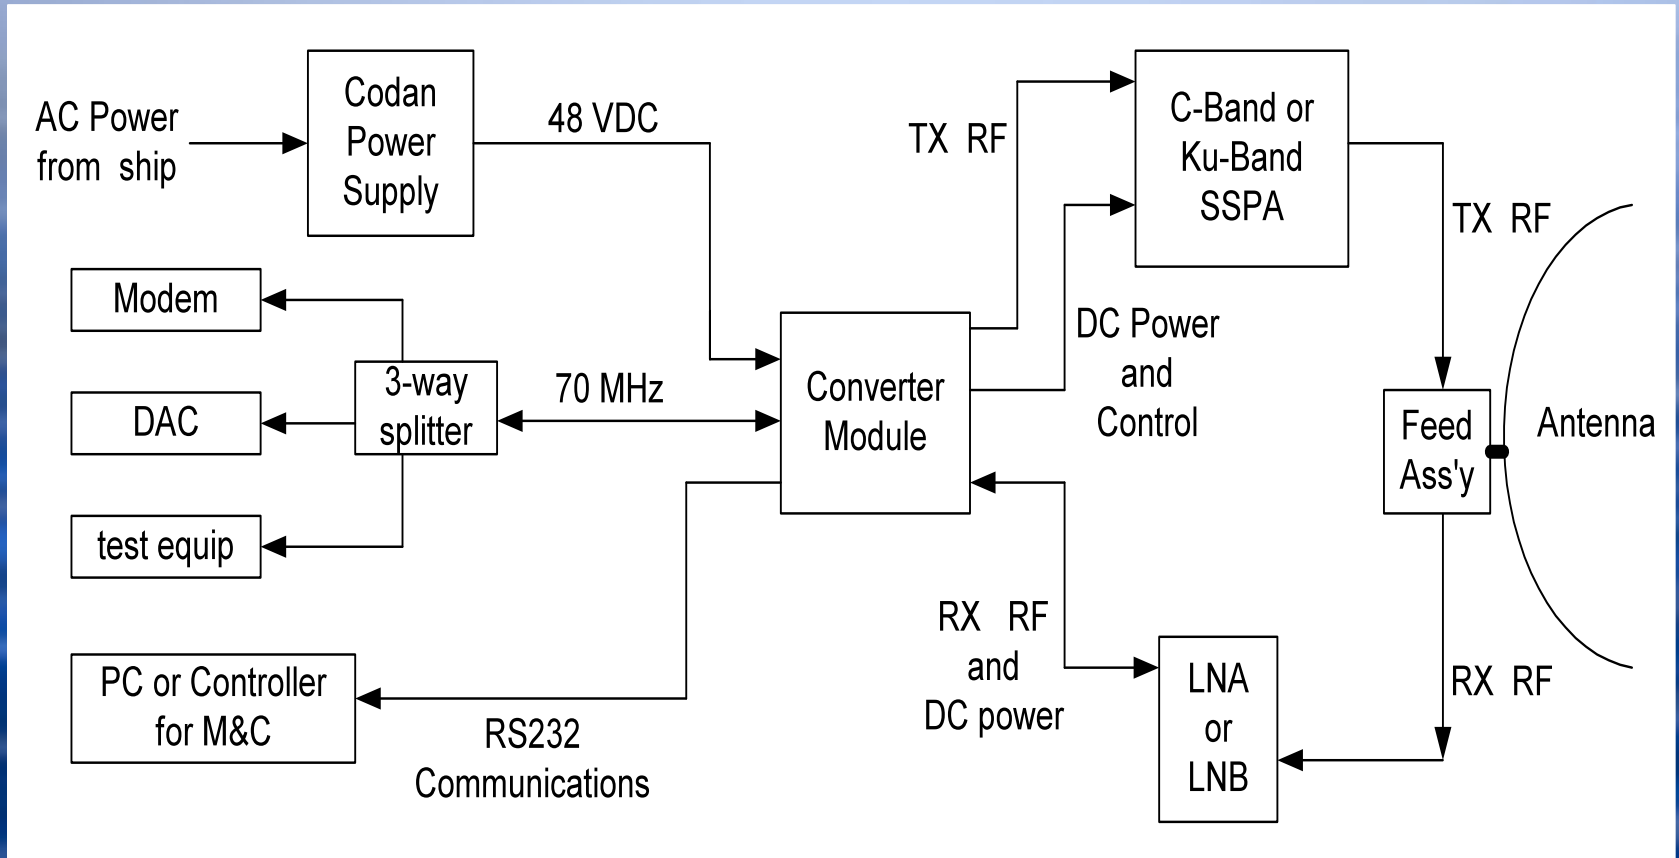 AC Power
from ship
Codan
Power
Supply
48 VDC
TX RF
C-Band or
Ku-Band
SSPA
TX RF
Modem
DAC
test equip
3-way
splitter
70 MHz
Converter
Module
DC Power
and
Control
Feed
Ass'y
Antenna
PC or Controller
for M&C
RS232
Communications
RX RF
and
DC power
LNA
or
LNB
RX RF